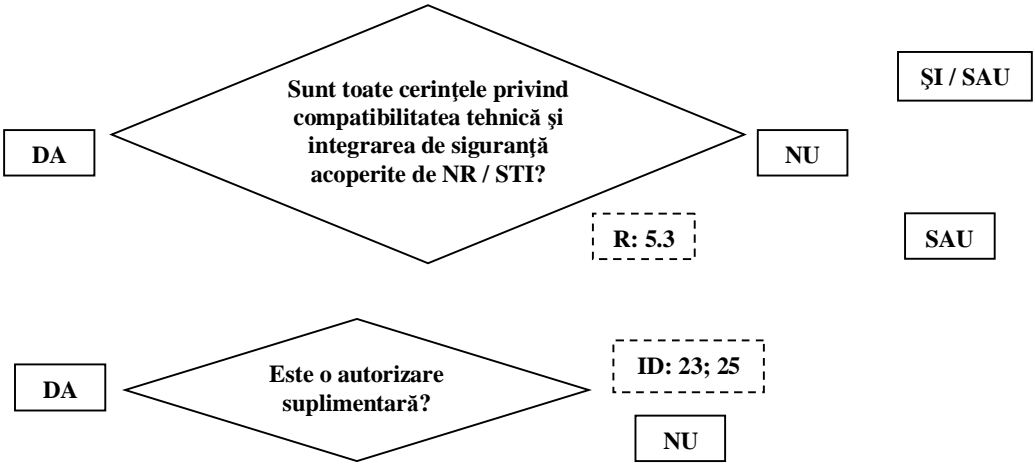 Sunt toate cerinţele privind
compatibilitatea tehnică şi
integrarea de siguranţă
acoperite de NR / STI?
DA
NU
ŞI / SAU
R: 5.3
SAU
Este o autorizare
suplimentară?
DA
ID: 23; 25
NU